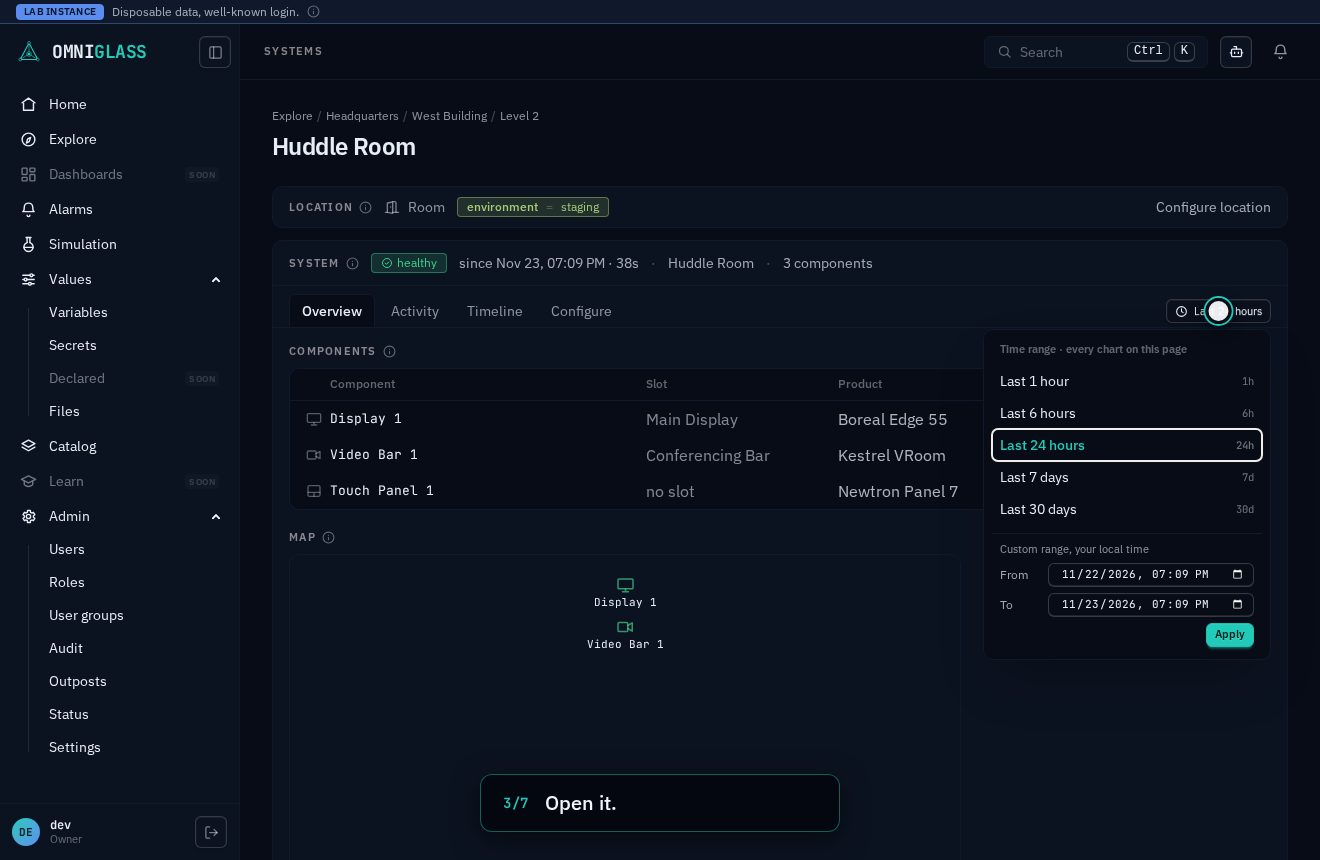 LAB INSTANCE Disposable data, well-known login.
OMNIGLASS
SYSTEMS
Search Ctrl K
Home
Explore
Dashboards SOON
Alarms
Simulation
Values
Variables
Secrets
Declared SOON
Files
Catalog
Learn SOON
Admin
Users
Roles
User groups
Audit
Outposts
Status
Settings
DE dev
Owner
Explore / Headquarters / West Building / Level 2
Huddle Room
LOCATION Room environment = staging Configure location
SYSTEM healthy since Nov 23, 07:09 PM · 38s · Huddle Room · 3 components
Overview Activity Timeline Configure hours
COMPONENTS
Component Slot Product
Display 1 Main Display Boreal Edge 55
Video Bar 1 Conferencing Bar Kestrel VRoom
Touch Panel 1 no slot Newtron Panel 7
MAP
Display 1
Video Bar 1
Time range · every chart on this page
Last 1 hour 1h
Last 6 hours 6h
Last 24 hours 24h
Last 7 days 7d
Last 30 days 30d
Custom range, your local time
From 11/22/2026, 07:09 PM
To 11/23/2026, 07:09 PM
Apply
3/7 Open it.